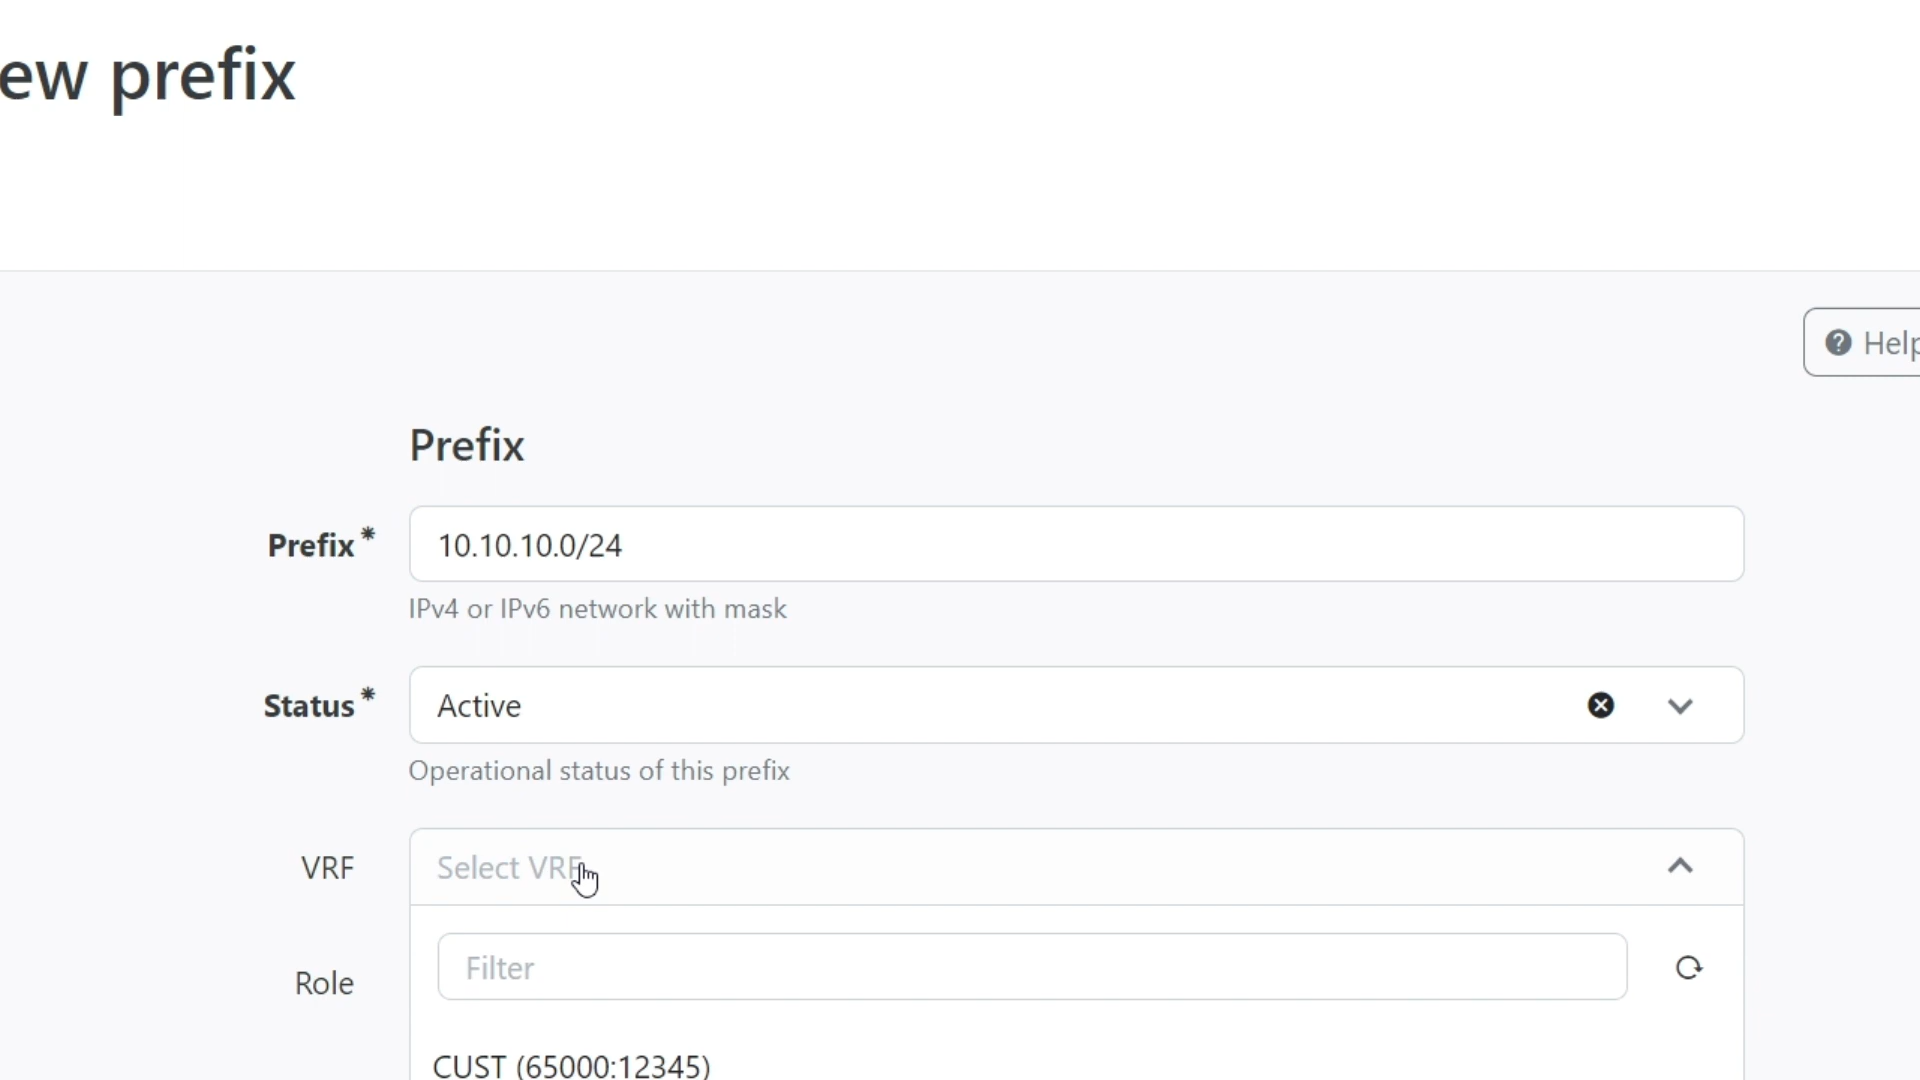 ew prefix
Help
Prefix
Prefix *
10.10.10.0/24
IPv4 or IPv6 network with mask
Status *
Active
Operational status of this prefix
VRF
Select VRF
Filter
Role
CUST (65000:12345)